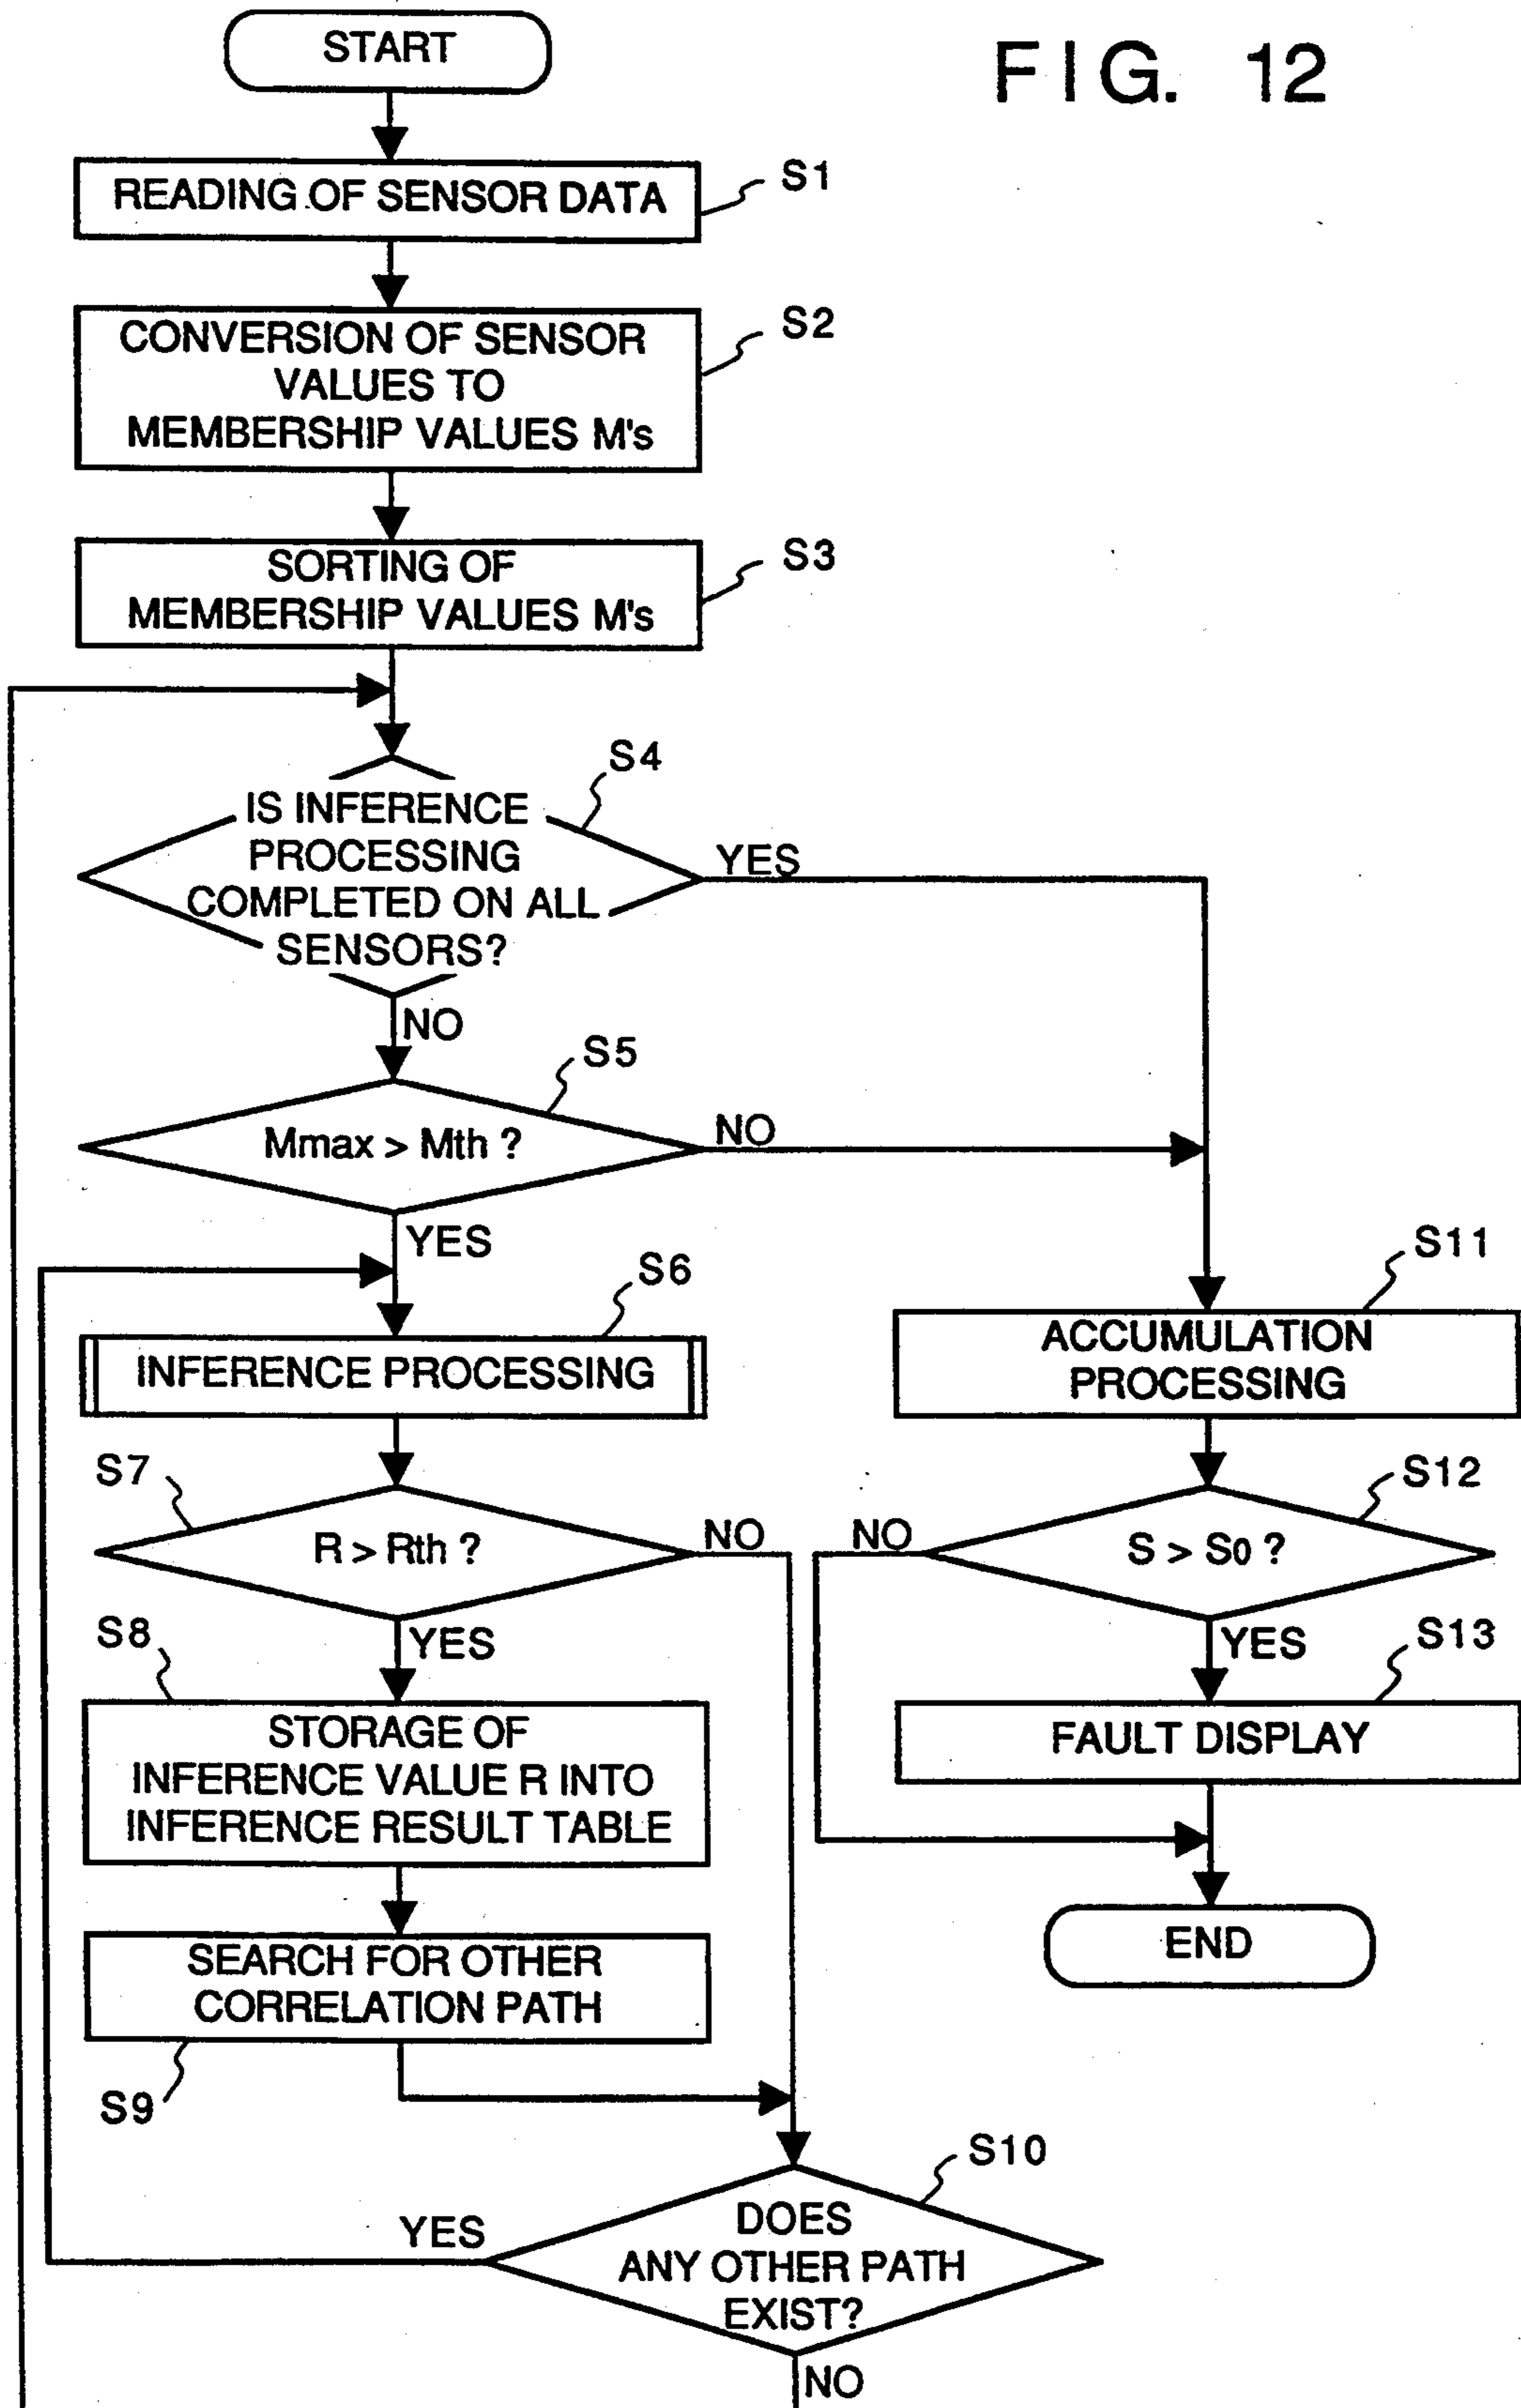 FIG. 12
START
READING OF SENSOR DATA
S1
CONVERSION OF SENSOR
VALUES TO
MEMBERSHIP VALUES M's
S2
SORTING OF
MEMBERSHIP VALUES M's
S3
IS INFERENCE
PROCESSING
COMPLETED ON ALL
SENSORS?
S4
YES
NO
S5
Mmax > Mth ?
NO
YES
S6
INFERENCE PROCESSING
S7
R > Rth ?
NO
YES
S8
STORAGE OF
INFERENCE VALUE R INTO
INFERENCE RESULT TABLE
SEARCH FOR OTHER
CORRELATION PATH
S9
S10
DOES
ANY OTHER PATH
EXIST?
YES
NO
S11
ACCUMULATION
PROCESSING
S12
S > S0 ?
NO
YES
S13
FAULT DISPLAY
END